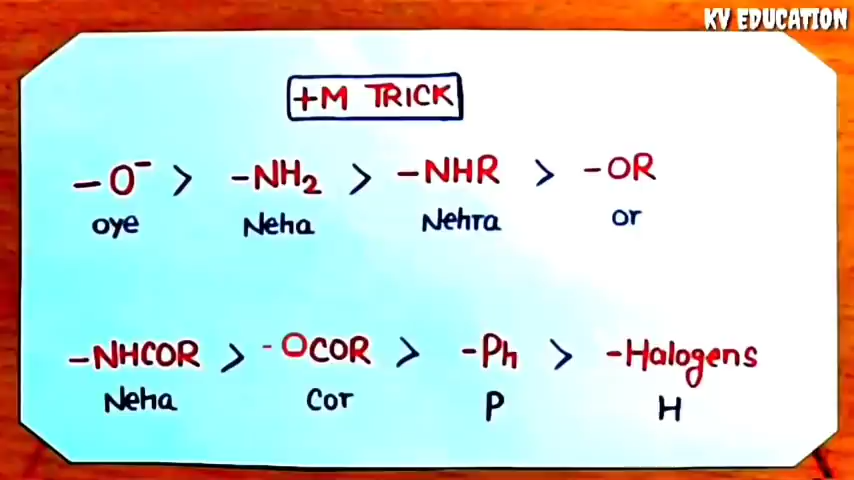 KV EDUCATION
+M TRICK
-O⁻ > -NH₂ > -NHR > -OR
oye Neha Nehra or
-NHCOR > -OCOR > -Ph > -Halogens
Neha Cor P H